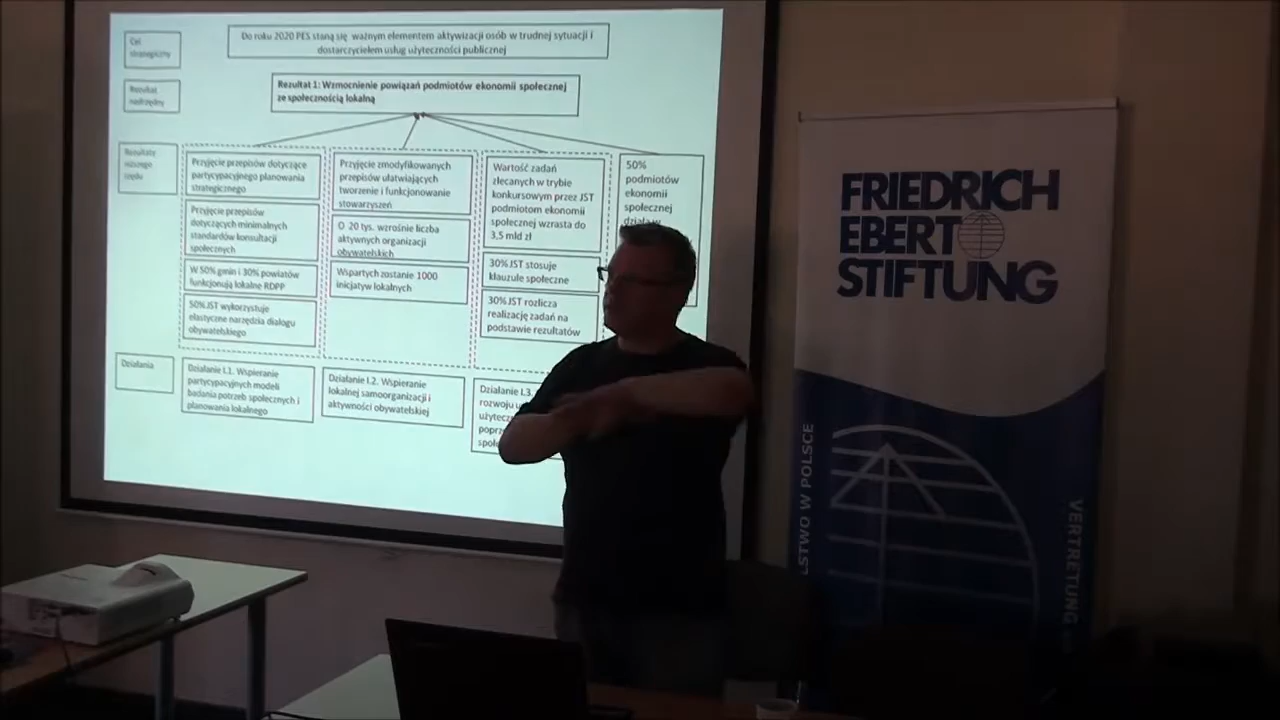 Cel
strategiczny
Do roku 2020 PES staną się ważnym elementem aktywizacji osób w trudnej sytuacji i
dostarczycielem usług użyteczności publicznej
Rezultat
nadrzędny
Rezultat 1: Wzmocnienie powiązań podmiotów ekonomii społecznej
ze społecznością lokalną
Rezultaty
niższego
rzędu
Przyjęcie przepisów dotyczące
partycypacyjnego planowania
strategicznego
Przyjęcie przepisów
dotyczących minimalnych
standardów konsultacji
społecznych
W 50% gmin i 30% powiatów
funkcjonują lokalne RDPP
50% JST wykorzystuje
elastyczne narzędzia dialogu
obywatelskiego
Przyjęcie zmodyfikowanych
przepisów ułatwiających
tworzenie i funkcjonowanie
stowarzyszeń
O 20 tys. wzrośnie liczba
aktywnych organizacji
obywatelskich
Wspartych zostanie 1000
inicjatyw lokalnych
Wartość zadań
zlecanych w trybie
konkursowym przez JST
podmiotom ekonomii
społecznej wzrasta do
3,5 mld zł
30% JST stosuje
klauzule społeczne
30% JST rozlicza
realizację zadań na
podstawie rezultatów
50%
podmiotów
ekonomii
społecznej
działa w
Działania
Działanie I.1. Wspieranie
partycypacyjnych modeli
badania potrzeb społecznych i
planowania lokalnego
Działanie I.2. Wspieranie
lokalnej samoorganizacji i
aktywności obywatelskiej
Działanie I.3.
rozwoju
FRIEDRICH
EBERT
STIFTUNG
LSTWO W POLSCE
VERTRETUNG